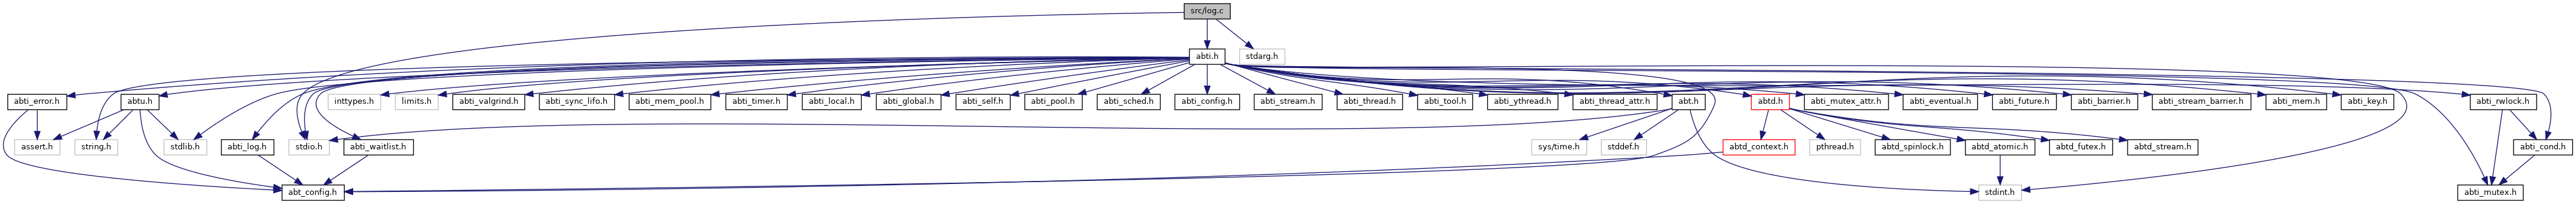 src/log.c
abti.h
stdarg.h
abti_error.h
abtu.h
inttypes.h
limits.h
abti_valgrind.h
abti_sync_lifo.h
abti_mem_pool.h
abti_timer.h
abti_local.h
abti_global.h
abti_self.h
abti_pool.h
abti_sched.h
abti_config.h
abti_stream.h
abti_thread.h
abti_tool.h
abti_ythread.h
abti_thread_attr.h
abt.h
abtd.h
abti_mutex_attr.h
abti_eventual.h
abti_future.h
abti_barrier.h
abti_stream_barrier.h
abti_mem.h
abti_key.h
abti_rwlock.h
assert.h
string.h
stdlib.h
abti_log.h
stdio.h
abti_waitlist.h
sys/time.h
stddef.h
abtd_context.h
pthread.h
abtd_spinlock.h
abtd_atomic.h
abtd_futex.h
abtd_stream.h
abti_cond.h
abt_config.h
stdint.h
abti_mutex.h